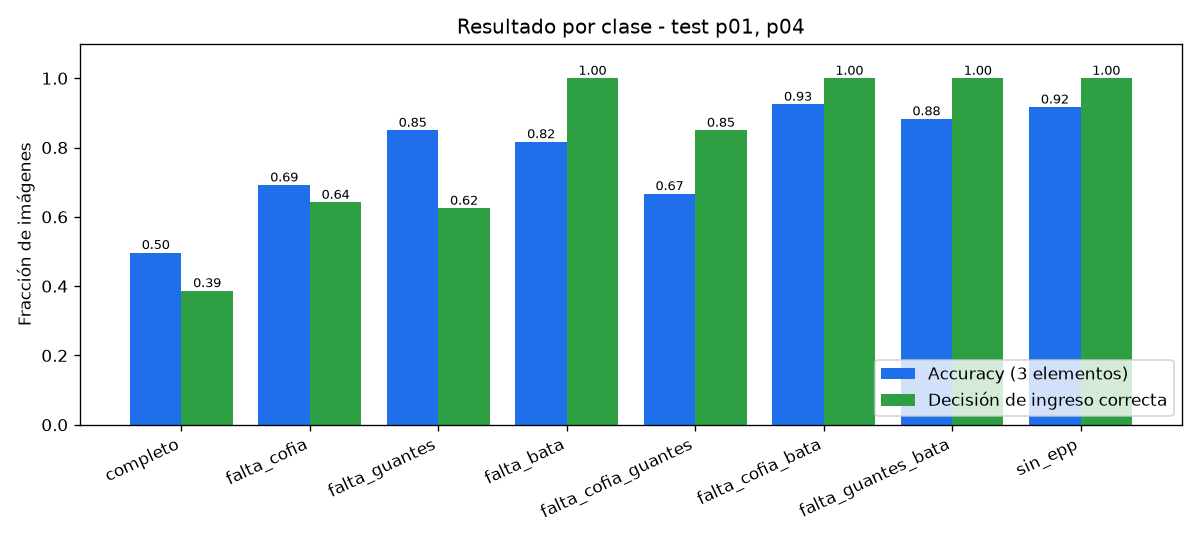 Resultado por clase - test p01, p04
Fracción de imágenes
1.0
0.8
0.6
0.4
0.2
0.0
0.50
0.39
0.69
0.64
0.85
0.62
0.82
1.00
0.67
0.85
0.93
1.00
0.88
1.00
0.92
1.00
Accuracy (3 elementos)
Decisión de ingreso correcta
completo
falta_cofia
falta_guantes
falta_bata
falta_cofia_guantes
falta_cofia_bata
falta_guantes_bata
sin_epp